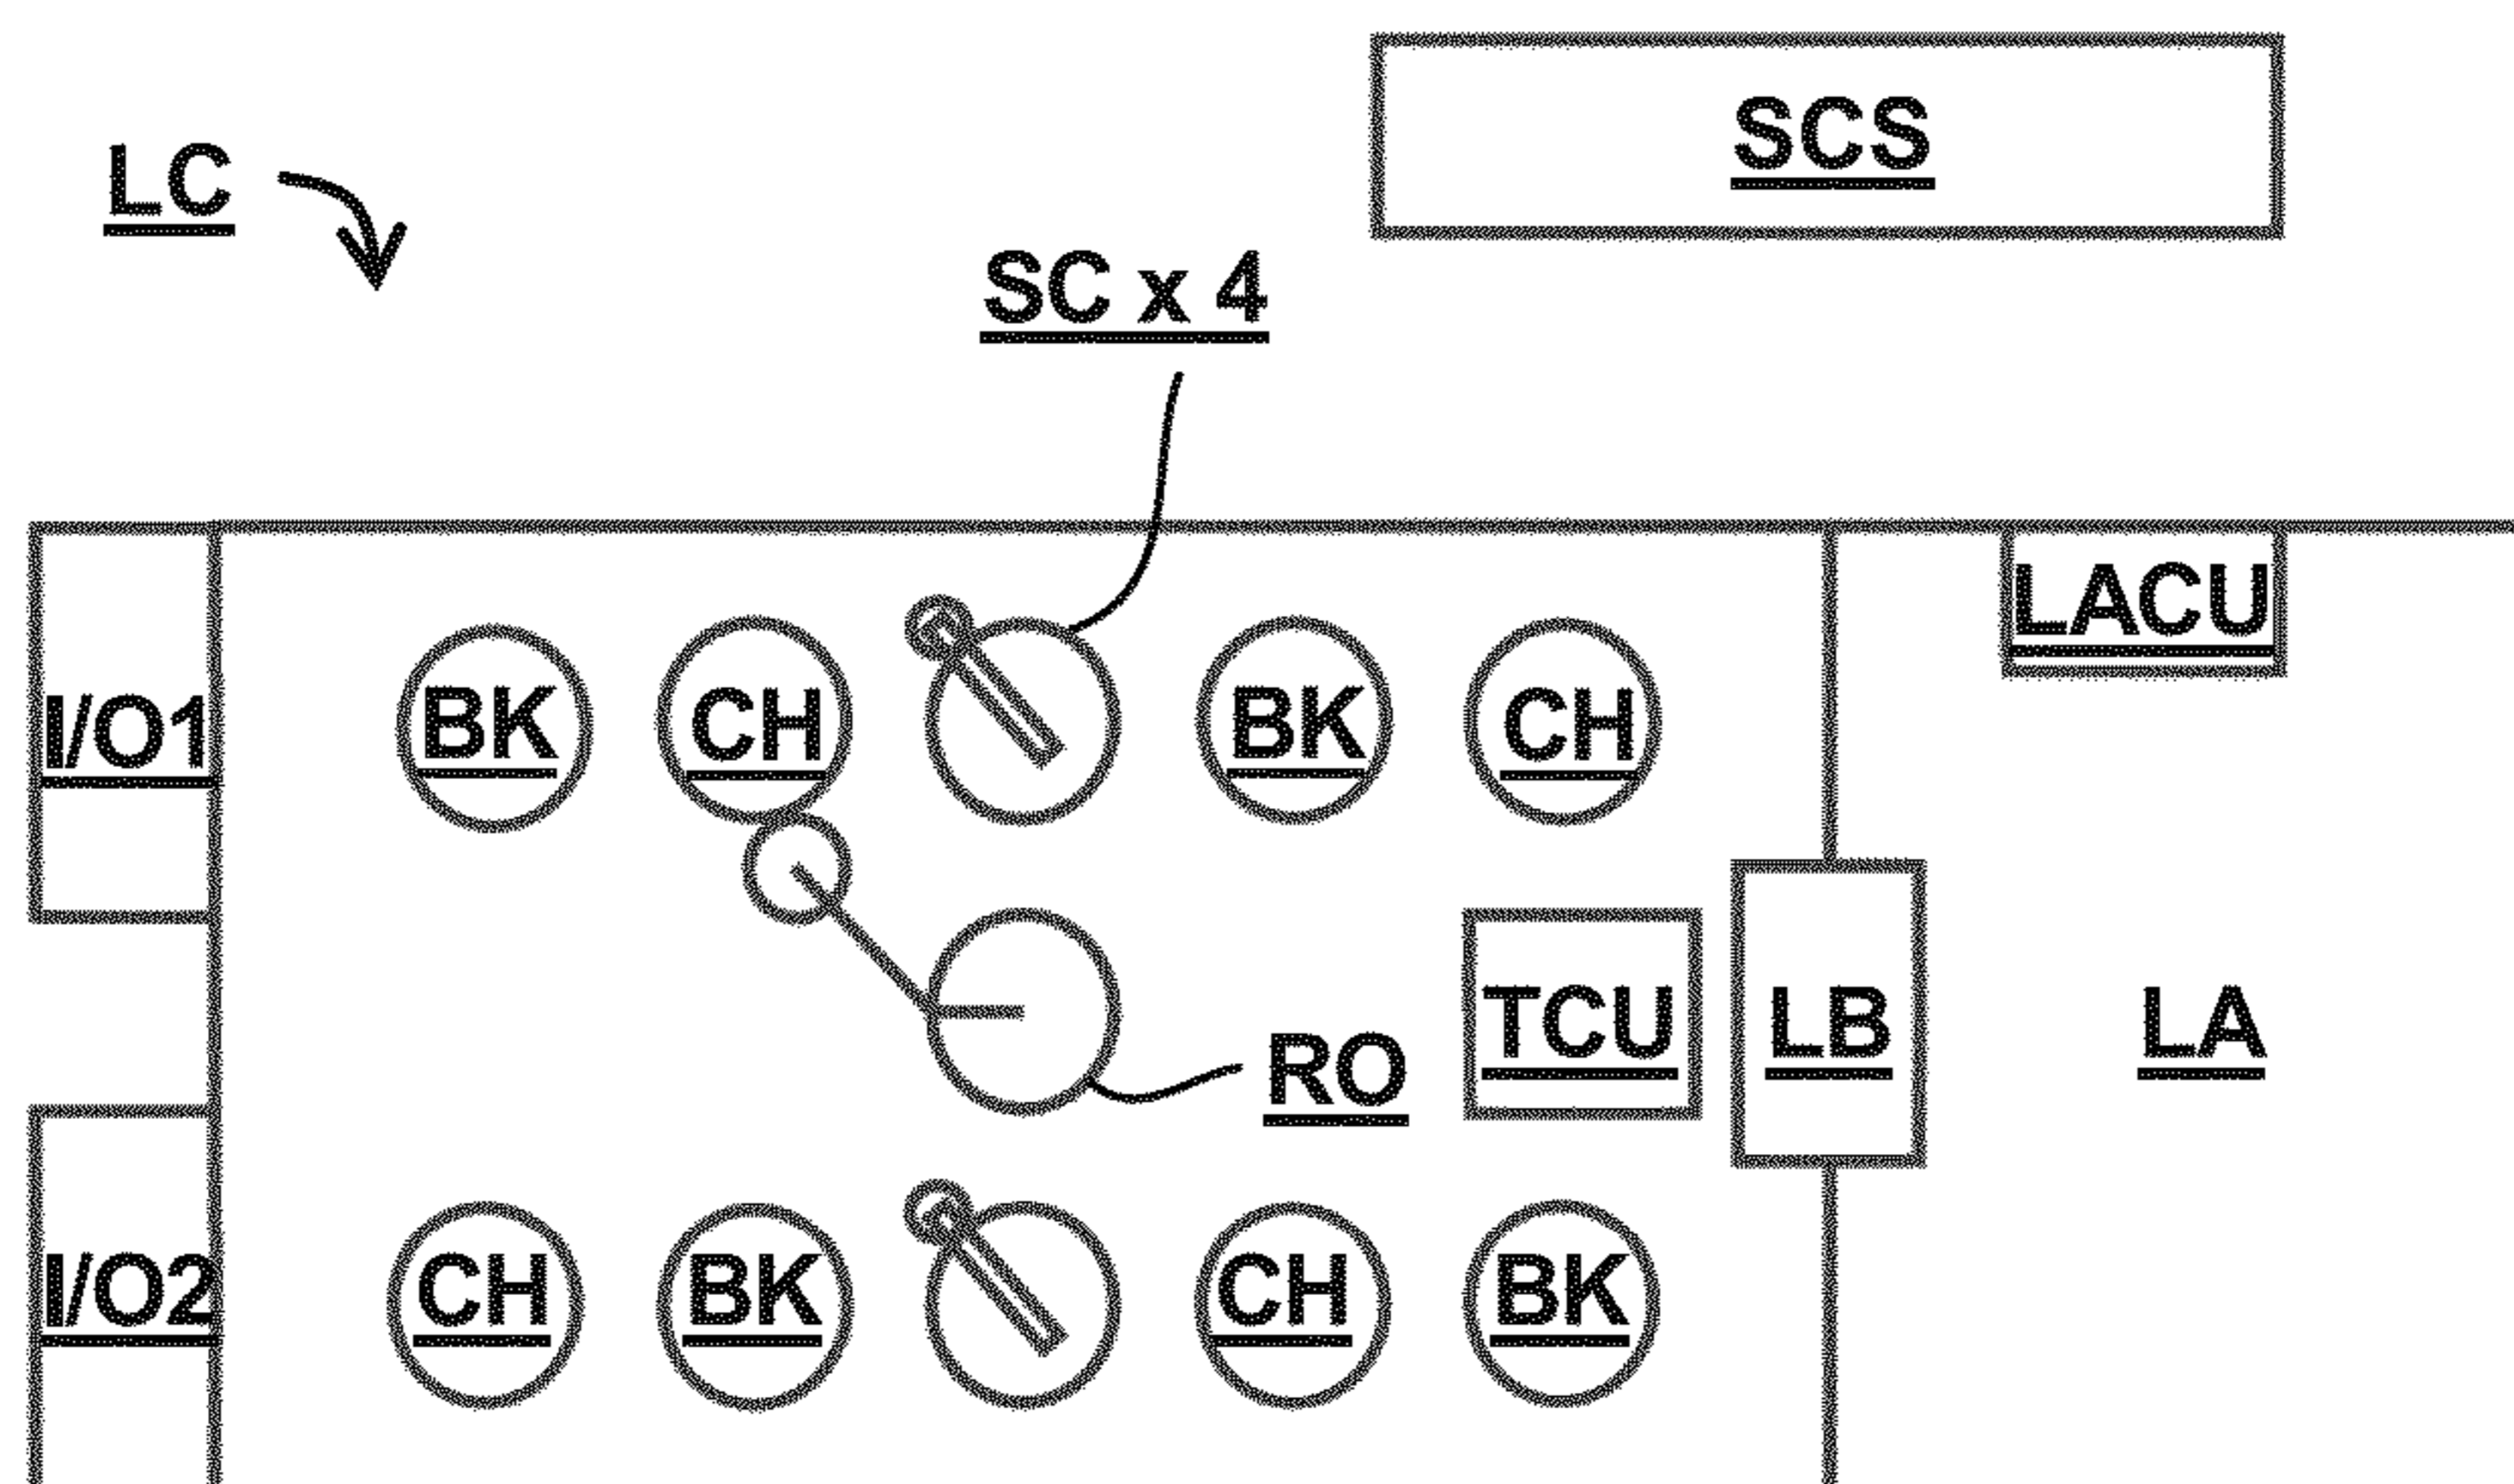 SCS
LC
SC x 4
LACU
I/O1 BK CH BK CH
TCU LB LA
RO
I/O2 CH BK CH BK